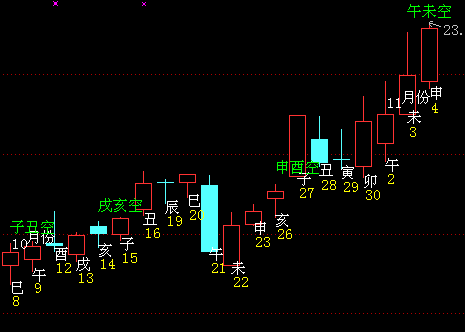 午未空
23.
11月份
申
4
未
3
申酉空
丑
28
寅
29
子
27
卯
30
午
2
戌亥空
丑
16
辰
19
巳
20
亥
26
申
23
子丑空
10月份
酉
12
戌
13
亥
14
子
15
午
21
未
22
午
9
巳
8